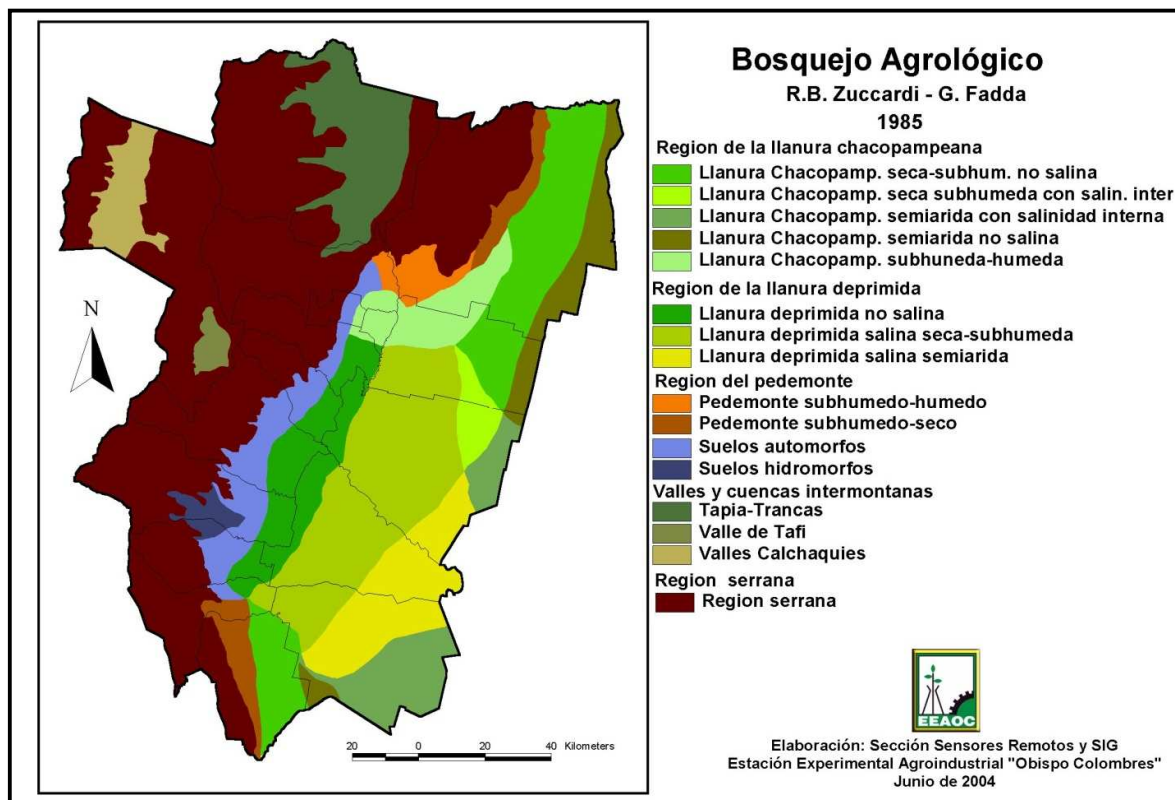 Bosquejo Agrológico
R.B. Zuccardi - G. Fadda
1985
Region de la llanura chacopampeana
Llanura Chacopamp. seca-subhum. no salina
Llanura Chacopamp. seca subhumeda con salin. inter
Llanura Chacopamp. semiarida con salinidad interna
Llanura Chacopamp. semiarida no salina
Llanura Chacopamp. subhuneda-humeda
Region de la llanura deprimida
Llanura deprimida no salina
Llanura deprimida salina seca-subhumeda
Llanura deprimida salina semiarida
Region del pedemonte
Pedemonte subhumedo-humedo
Pedemonte subhumedo-seco
Suelos automorfos
Suelos hidromorfos
Valles y cuencas intermontanas
Tapia-Trancas
Valle de Tafi
Valles Calchaquies
Region serrana
Region serrana
N
20 0 20 40 Kilometers
EEAOC
Elaboración: Sección Sensores Remotos y SIG
Estación Experimental Agroindustrial "Obispo Colombres"
Junio de 2004